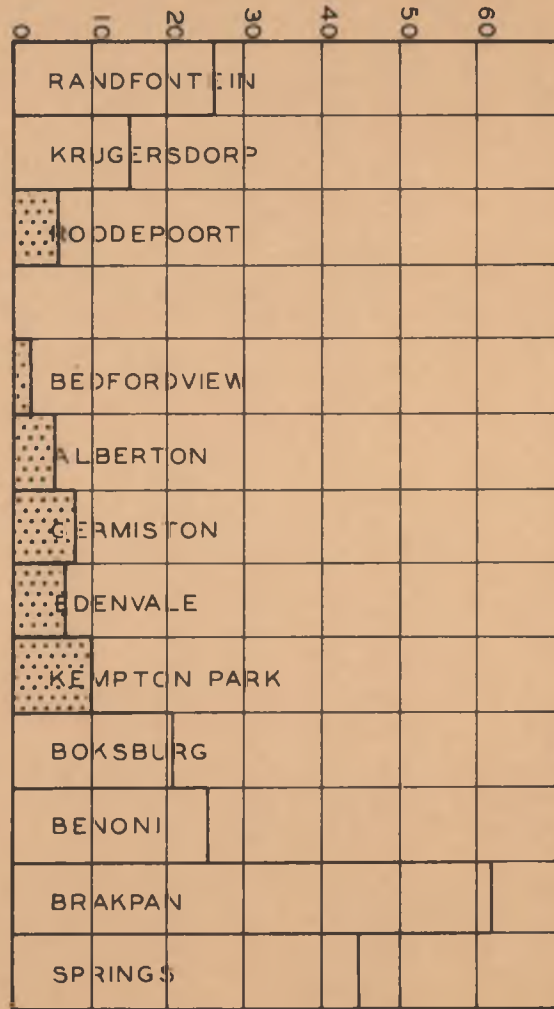 0 10 20 30 40 50 60
RANDFONTEIN
KRUGERSDORP
ROODEPOORT
BEDFORDVIEW
ALBERTON
GERMISTON
EDENVALE
KEMPTON PARK
BOKSBURG
BENONI
BRAKPAN
SPRINGS